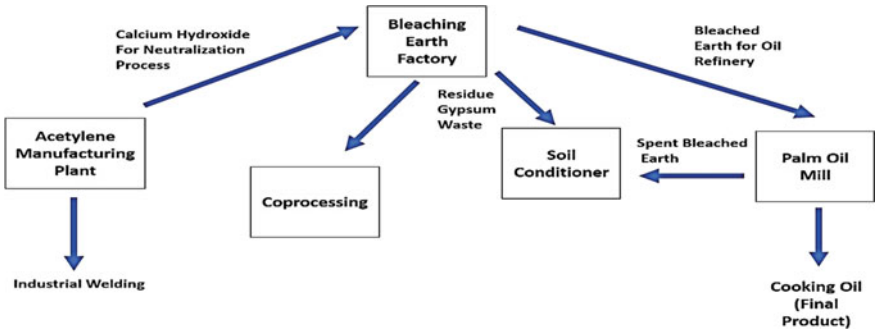 Calcium Hydroxide
For Neutralization
Process
Bleaching
Earth
Factory
Bleached
Earth for Oil
Refinery
Residue
Gypsum
Waste
Acetylene
Manufacturing
Plant
Coprocessing
Soil
Conditioner
Spent Bleached
Earth
Palm Oil
Mill
Industrial Welding
Cooking Oil
(Final
Product)